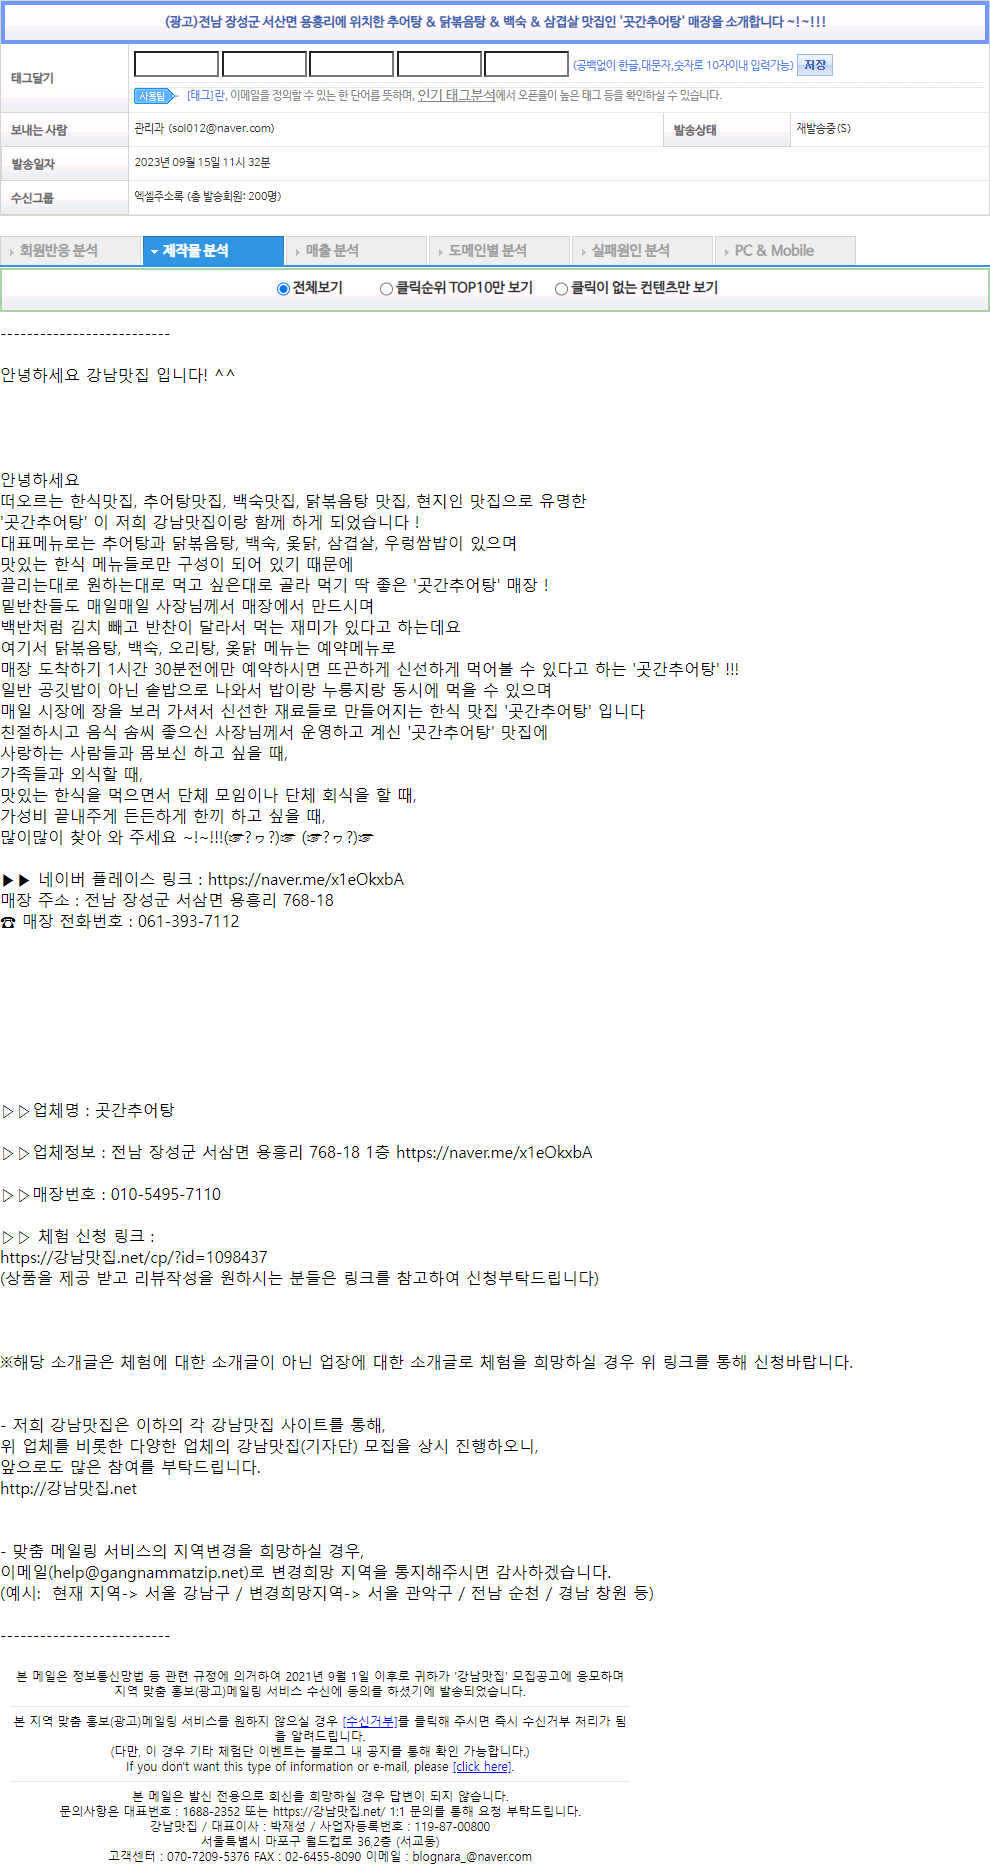 (광고)전남 장성군 서산면 용흥리에 위치한 추어탕 & 닭볶음탕 & 백숙 & 삼겹살 맛집인 '곳간추어탕' 매장을 소개합니다 ~!~!!!
태그달기
(공백없이 한글,대문자,숫자로 10자이내 입력가능) 저장
사용팁 [태그]란, 이메일을 정의할 수 있는 한 단어를 뜻하며, 인기 태그분석에서 오픈율이 높은 태그 등을 확인하실 수 있습니다.
보내는 사람 관리과 (sol012@naver.com) 발송상태 재발송중(S)
발송일자 2023년 09월 15일 11시 32분
수신그룹 엑셀주소록 (총 발송회원: 200명)
회원반응 분석 제작물 분석 매출 분석 도메인별 분석 실패원인 분석 PC & Mobile
전체보기 클릭순위 TOP10만 보기 클릭이 없는 컨텐츠만 보기
--------------------------
안녕하세요 강남맛집 입니다! ^^
안녕하세요
떠오르는 한식맛집, 추어탕맛집, 백숙맛집, 닭볶음탕 맛집, 현지인 맛집으로 유명한
'곳간추어탕' 이 저희 강남맛집이랑 함께 하게 되었습니다 !
대표메뉴로는 추어탕과 닭볶음탕, 백숙, 옻닭, 삼겹살, 우렁쌈밥이 있으며
맛있는 한식 메뉴들로만 구성이 되어 있기 때문에
끌리는대로 원하는대로 먹고 싶은대로 골라 먹기 딱 좋은 '곳간추어탕' 매장 !
밑반찬들도 매일매일 사장님께서 매장에서 만드시며
백반처럼 김치 빼고 반찬이 달라서 먹는 재미가 있다고 하는데요
여기서 닭볶음탕, 백숙, 오리탕, 옻닭 메뉴는 예약메뉴로
매장 도착하기 1시간 30분전에만 예약하시면 뜨끈하게 신선하게 먹어볼 수 있다고 하는 '곳간추어탕' !!!
일반 공깃밥이 아닌 솥밥으로 나와서 밥이랑 누룽지랑 동시에 먹을 수 있으며
매일 시장에 장을 보러 가셔서 신선한 재료들로 만들어지는 한식 맛집 '곳간추어탕' 입니다
친절하시고 음식 솜씨 좋으신 사장님께서 운영하고 계신 '곳간추어탕' 맛집에
사랑하는 사람들과 몸보신 하고 싶을 때,
가족들과 외식할 때,
맛있는 한식을 먹으면서 단체 모임이나 단체 회식을 할 때,
가성비 끝내주게 든든하게 한끼 하고 싶을 때,
많이많이 찾아 와 주세요 ~!~!!!(☞?ヮ?)☞ (☞?ヮ?)☞
▶▶ 네이버 플레이스 링크 : https://naver.me/x1eOkxbA
매장 주소 : 전남 장성군 서삼면 용흥리 768-18
☎ 매장 전화번호 : 061-393-7112
▷▷업체명 : 곳간추어탕
▷▷업체정보 : 전남 장성군 서삼면 용흥리 768-18 1층 https://naver.me/x1eOkxbA
▷▷매장번호 : 010-5495-7110
▷▷ 체험 신청 링크 :
https://강남맛집.net/cp/?id=1098437
(상품을 제공 받고 리뷰작성을 원하시는 분들은 링크를 참고하여 신청부탁드립니다)
※해당 소개글은 체험에 대한 소개글이 아닌 업장에 대한 소개글로 체험을 희망하실 경우 위 링크를 통해 신청바랍니다.
- 저희 강남맛집은 이하의 각 강남맛집 사이트를 통해,
위 업체를 비롯한 다양한 업체의 강남맛집(기자단) 모집을 상시 진행하오니,
앞으로도 많은 참여를 부탁드립니다.
http://강남맛집.net
- 맞춤 메일링 서비스의 지역변경을 희망하실 경우,
이메일(help@gangnammatzip.net)로 변경희망 지역을 통지해주시면 감사하겠습니다.
(예시:  현재 지역-> 서울 강남구 / 변경희망지역-> 서울 관악구 / 전남 순천 / 경남 창원 등)
--------------------------
본 메일은 정보통신망법 등 관련 규정에 의거하여 2021년 9월 1일 이후로 귀하가 '강남맛집' 모집공고에 응모하며
지역 맞춤 홍보(광고)메일링 서비스 수신에 동의를 하셨기에 발송되었습니다.
본 지역 맞춤 홍보(광고)메일링 서비스를 원하지 않으실 경우 [수신거부]를 클릭해 주시면 즉시 수신거부 처리가 됨
을 알려드립니다.
(다만, 이 경우 기타 체험단 이벤트는 블로그 내 공지를 통해 확인 가능합니다.)
If you don't want this type of information or e-mail, please [click here].
본 메일은 발신 전용으로 회신을 희망하실 경우 답변이 되지 않습니다.
문의사항은 대표번호 : 1688-2352 또는 https://강남맛집.net/ 1:1 문의를 통해 요청 부탁드립니다.
강남맛집 / 대표이사 : 박재성 / 사업자등록번호 : 119-87-00800
서울특별시 마포구 월드컵로 36,2층 (서교동)
고객센터 : 070-7209-5376 FAX : 02-6455-8090 이메일 : blognara_@naver.com